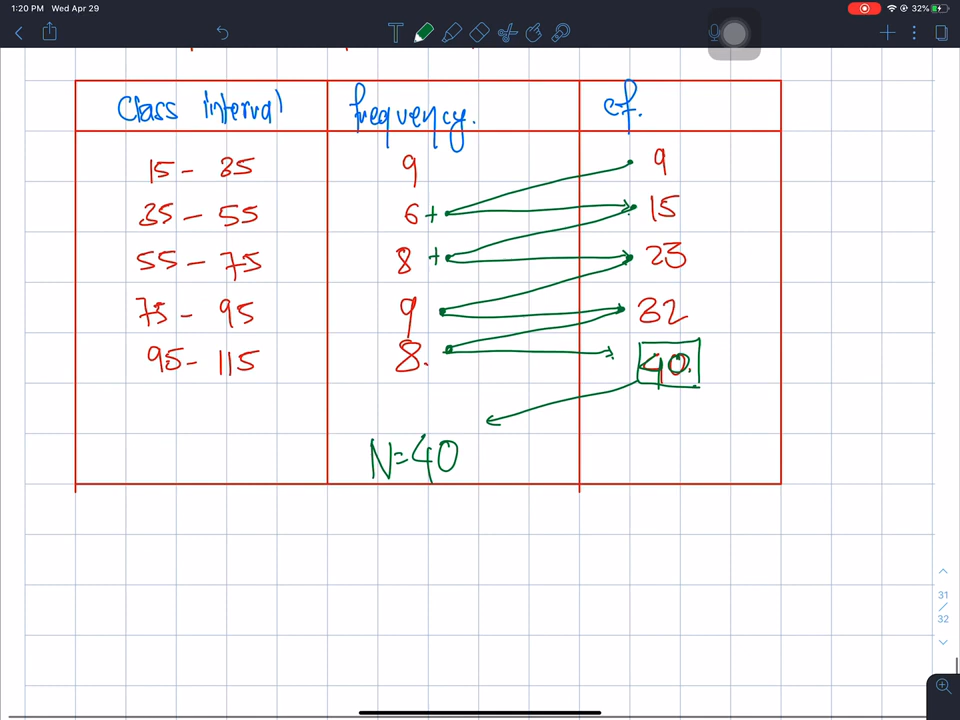 1:20 PM Wed Apr 29
32%
T
Class interval frequency. cf.
15 - 35 9 9
35 - 55 6 + 15
55 - 75 8 + 23
75 - 95 9 32
95 - 115 8. 40.
N=40
31
/
32